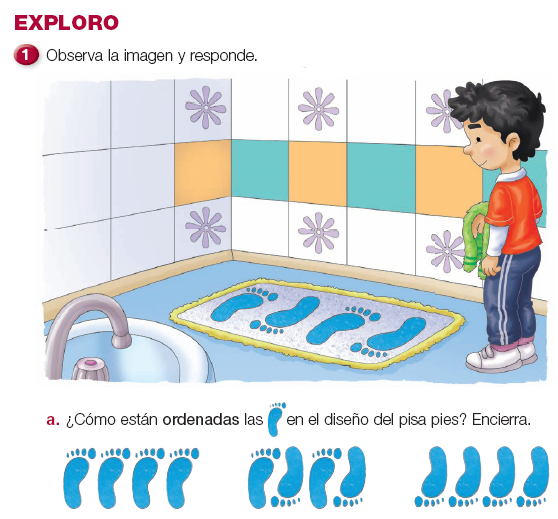 EXPLORO
1 Observa la imagen y responde.
a. ¿Cómo están ordenadas las en el diseño del pisa pies? Encierra.